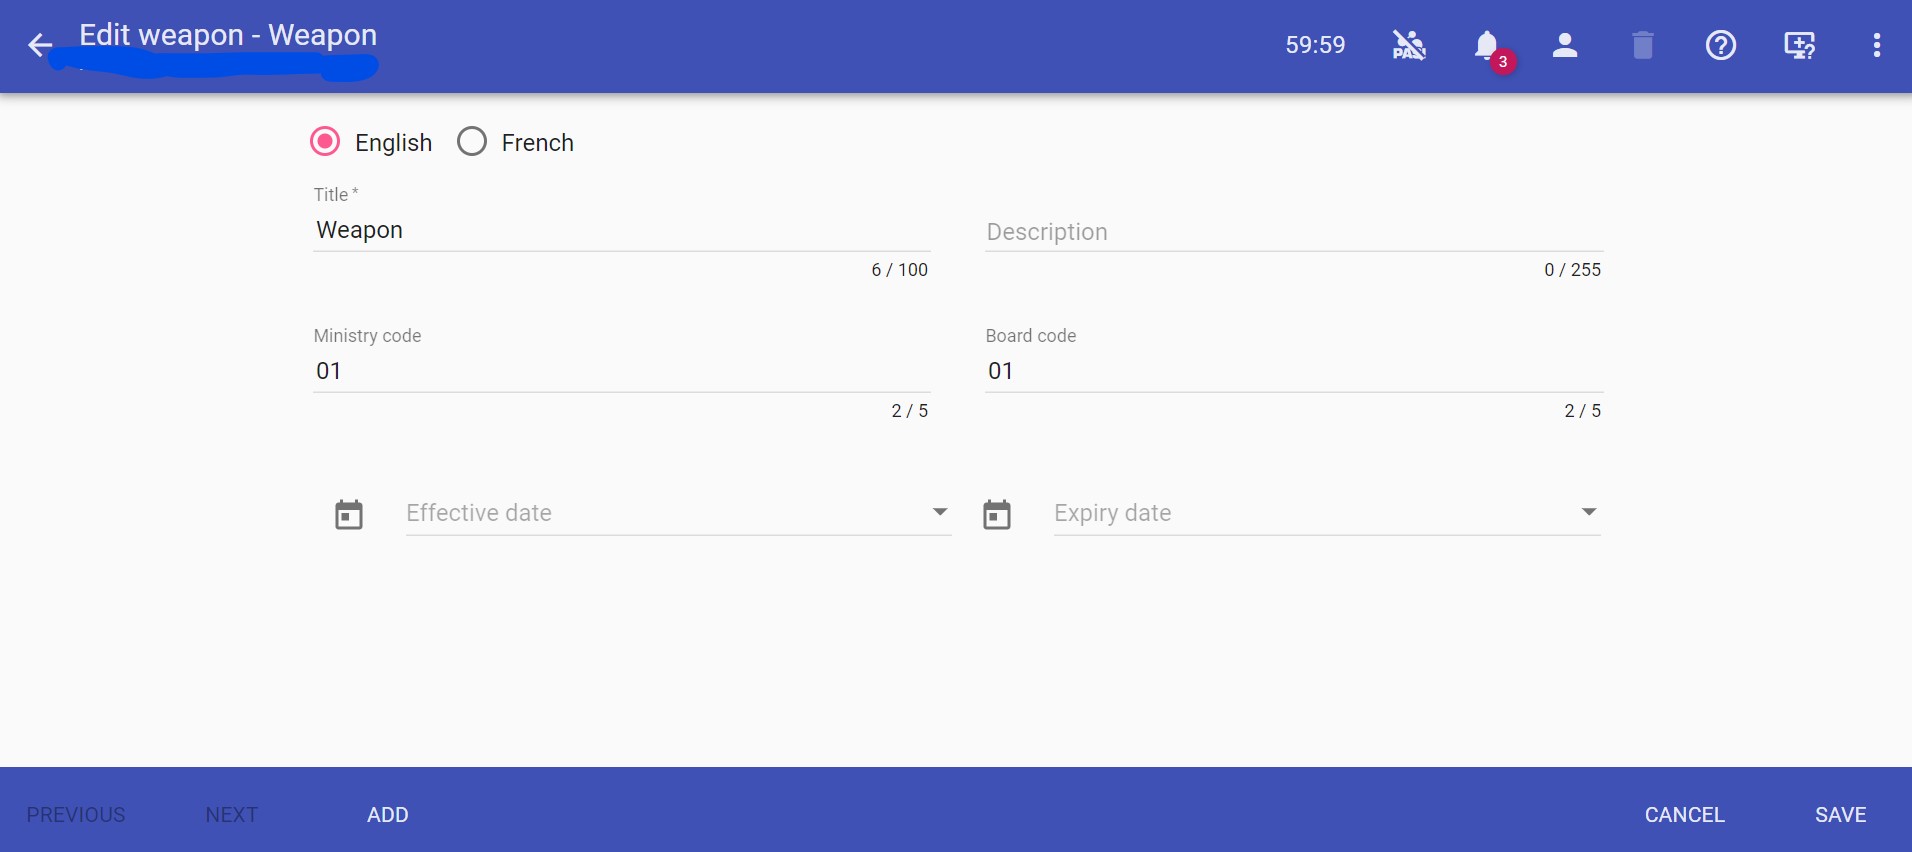 Edit weapon - Weapon
59:59
3
English
French
Title *
Weapon
6 / 100
Description
0 / 255
Ministry code
01
2 / 5
Board code
01
2 / 5
Effective date
Expiry date
PREVIOUS
NEXT
ADD
CANCEL
SAVE